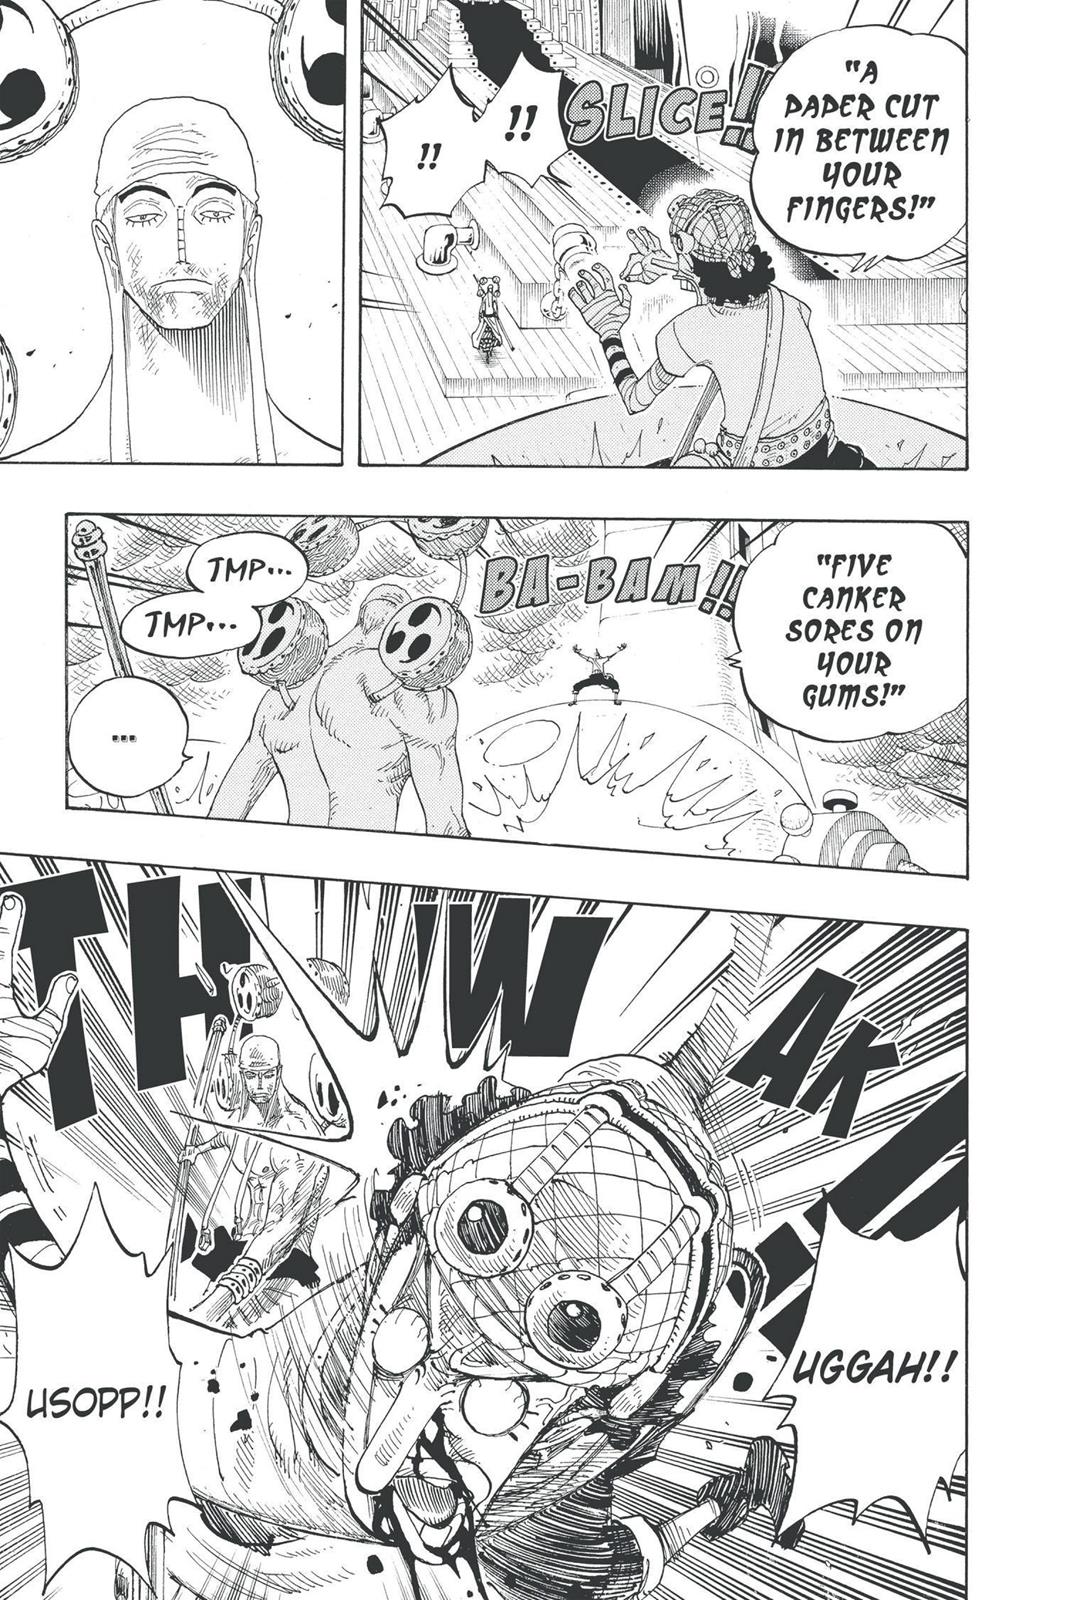 "A
PAPER CUT
IN BETWEEN
YOUR
FINGERS!"
SLICE!!
!!
!!
"FIVE
CANKER
SORES ON
YOUR
GUMS!"
BA-BAM!!
TMP...
TMP...
...
THWAK
UGGAH!!
USOPP!!